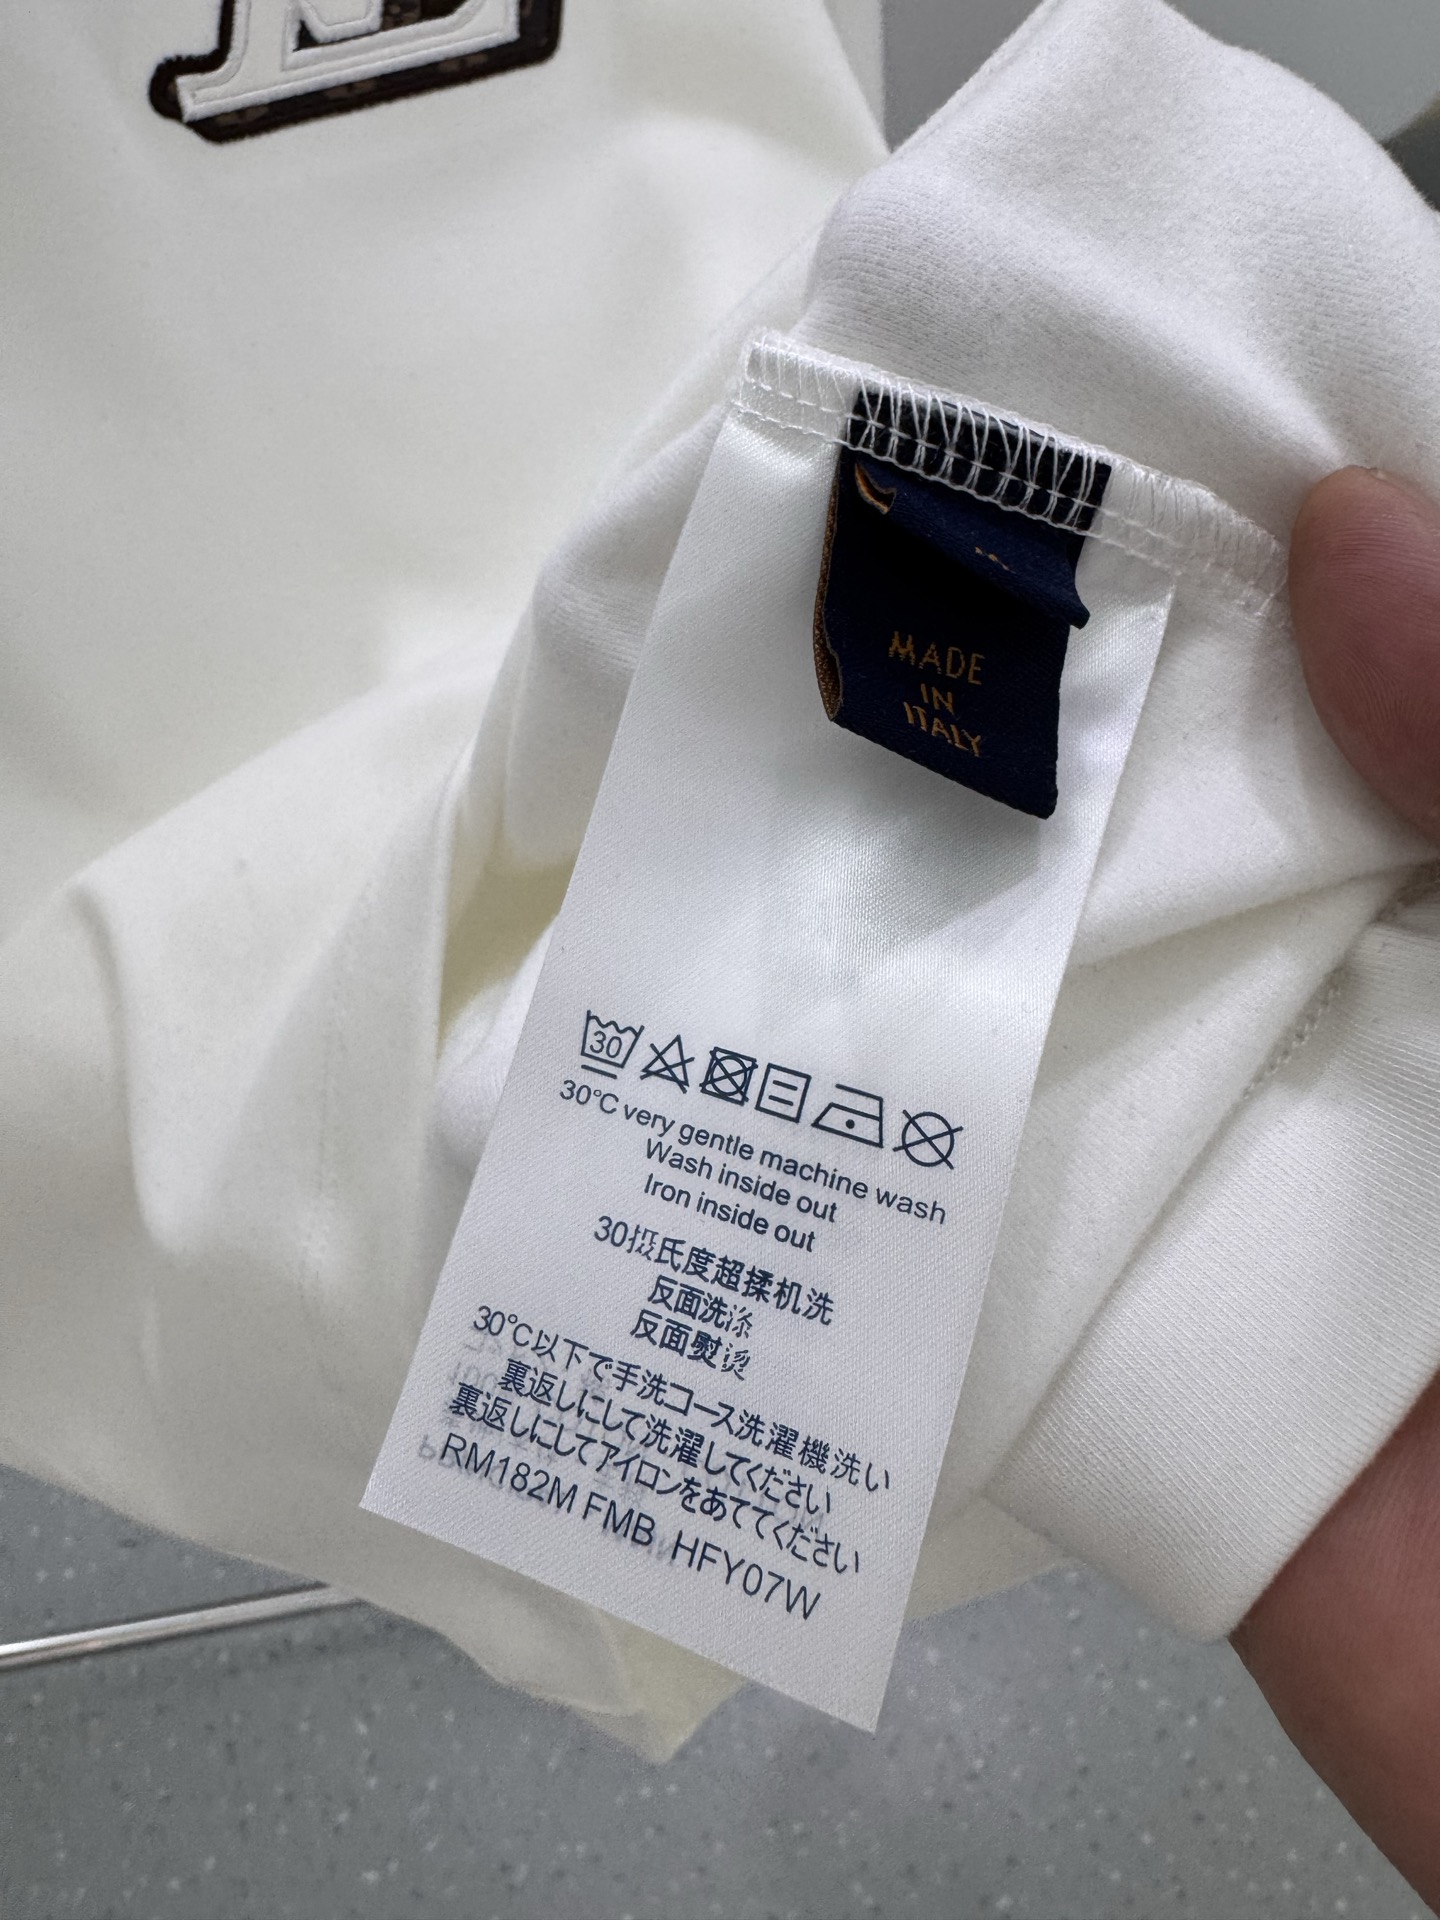 MADE
IN
ITALY
30
30°C very gentle machine wash
Wash inside out
Iron inside out
30摄氏度超揉机洗
反面洗涤
反面熨烫
30°C以下で手洗コース洗濯機洗い
裏返しにして洗濯してください
裏返しにしてアイロンをあててください
RM182M FMB HFY07W